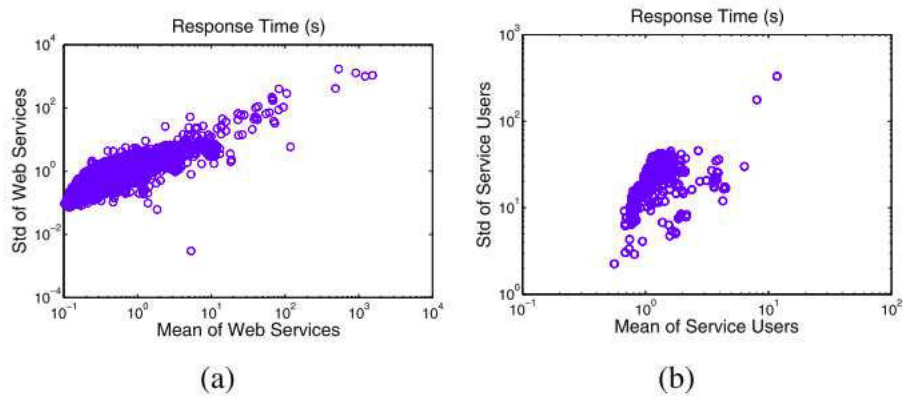 Response Time (s)
10^4
10^2
10^0
10^-2
10^-4
Std of Web Services
10^-1
10^0
10^1
10^2
10^3
10^4
Mean of Web Services
(a)
Response Time (s)
10^3
10^2
10^1
10^0
Std of Service Users
10^-1
10^0
10^1
10^2
Mean of Service Users
(b)